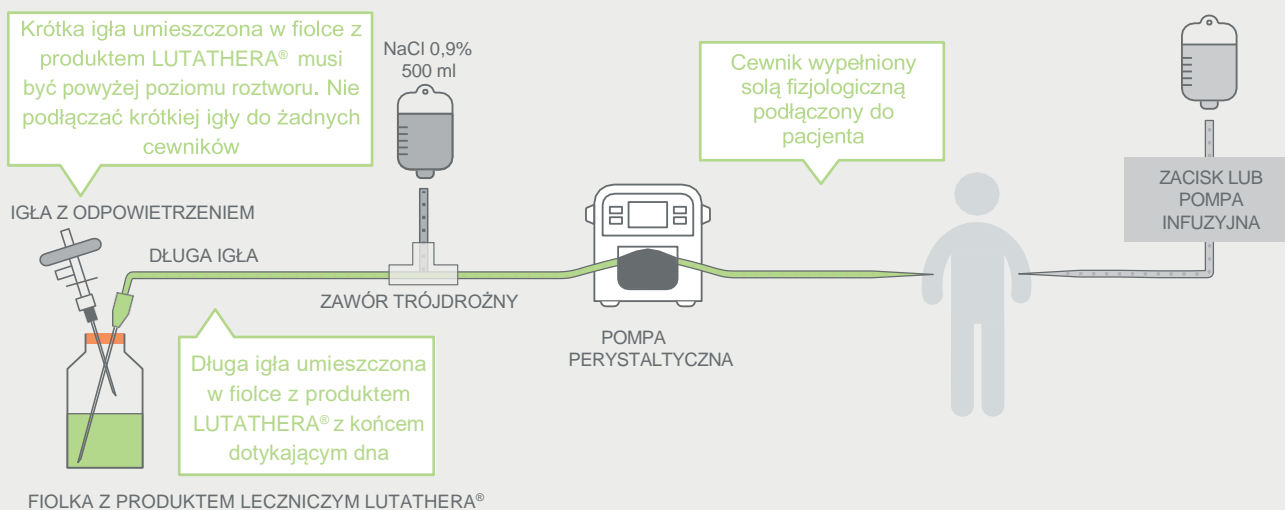 Krótka igła umieszczona w fiolce z
produktem LUTATHERA® musi
być powyżej poziomu roztworu. Nie
podłączać krótkiej igły do żadnych
cewników
NaCl 0,9%
500 ml
Cewnik wypełniony
solą fizjologiczną
podłączony do
pacjenta
ZACISK LUB
POMPA
INFUZYJNA
IGŁA Z ODPOWIETRZENIEM
DŁUGA IGŁA
ZAWÓR TRÓJDROŻNY
POMPA
PERYSTALTYCZNA
Długa igła umieszczona
w fiolce z produktem
LUTATHERA® z końcem
dotykającym dna
FIOLKA Z PRODUKTEM LECZNICZYM LUTATHERA®